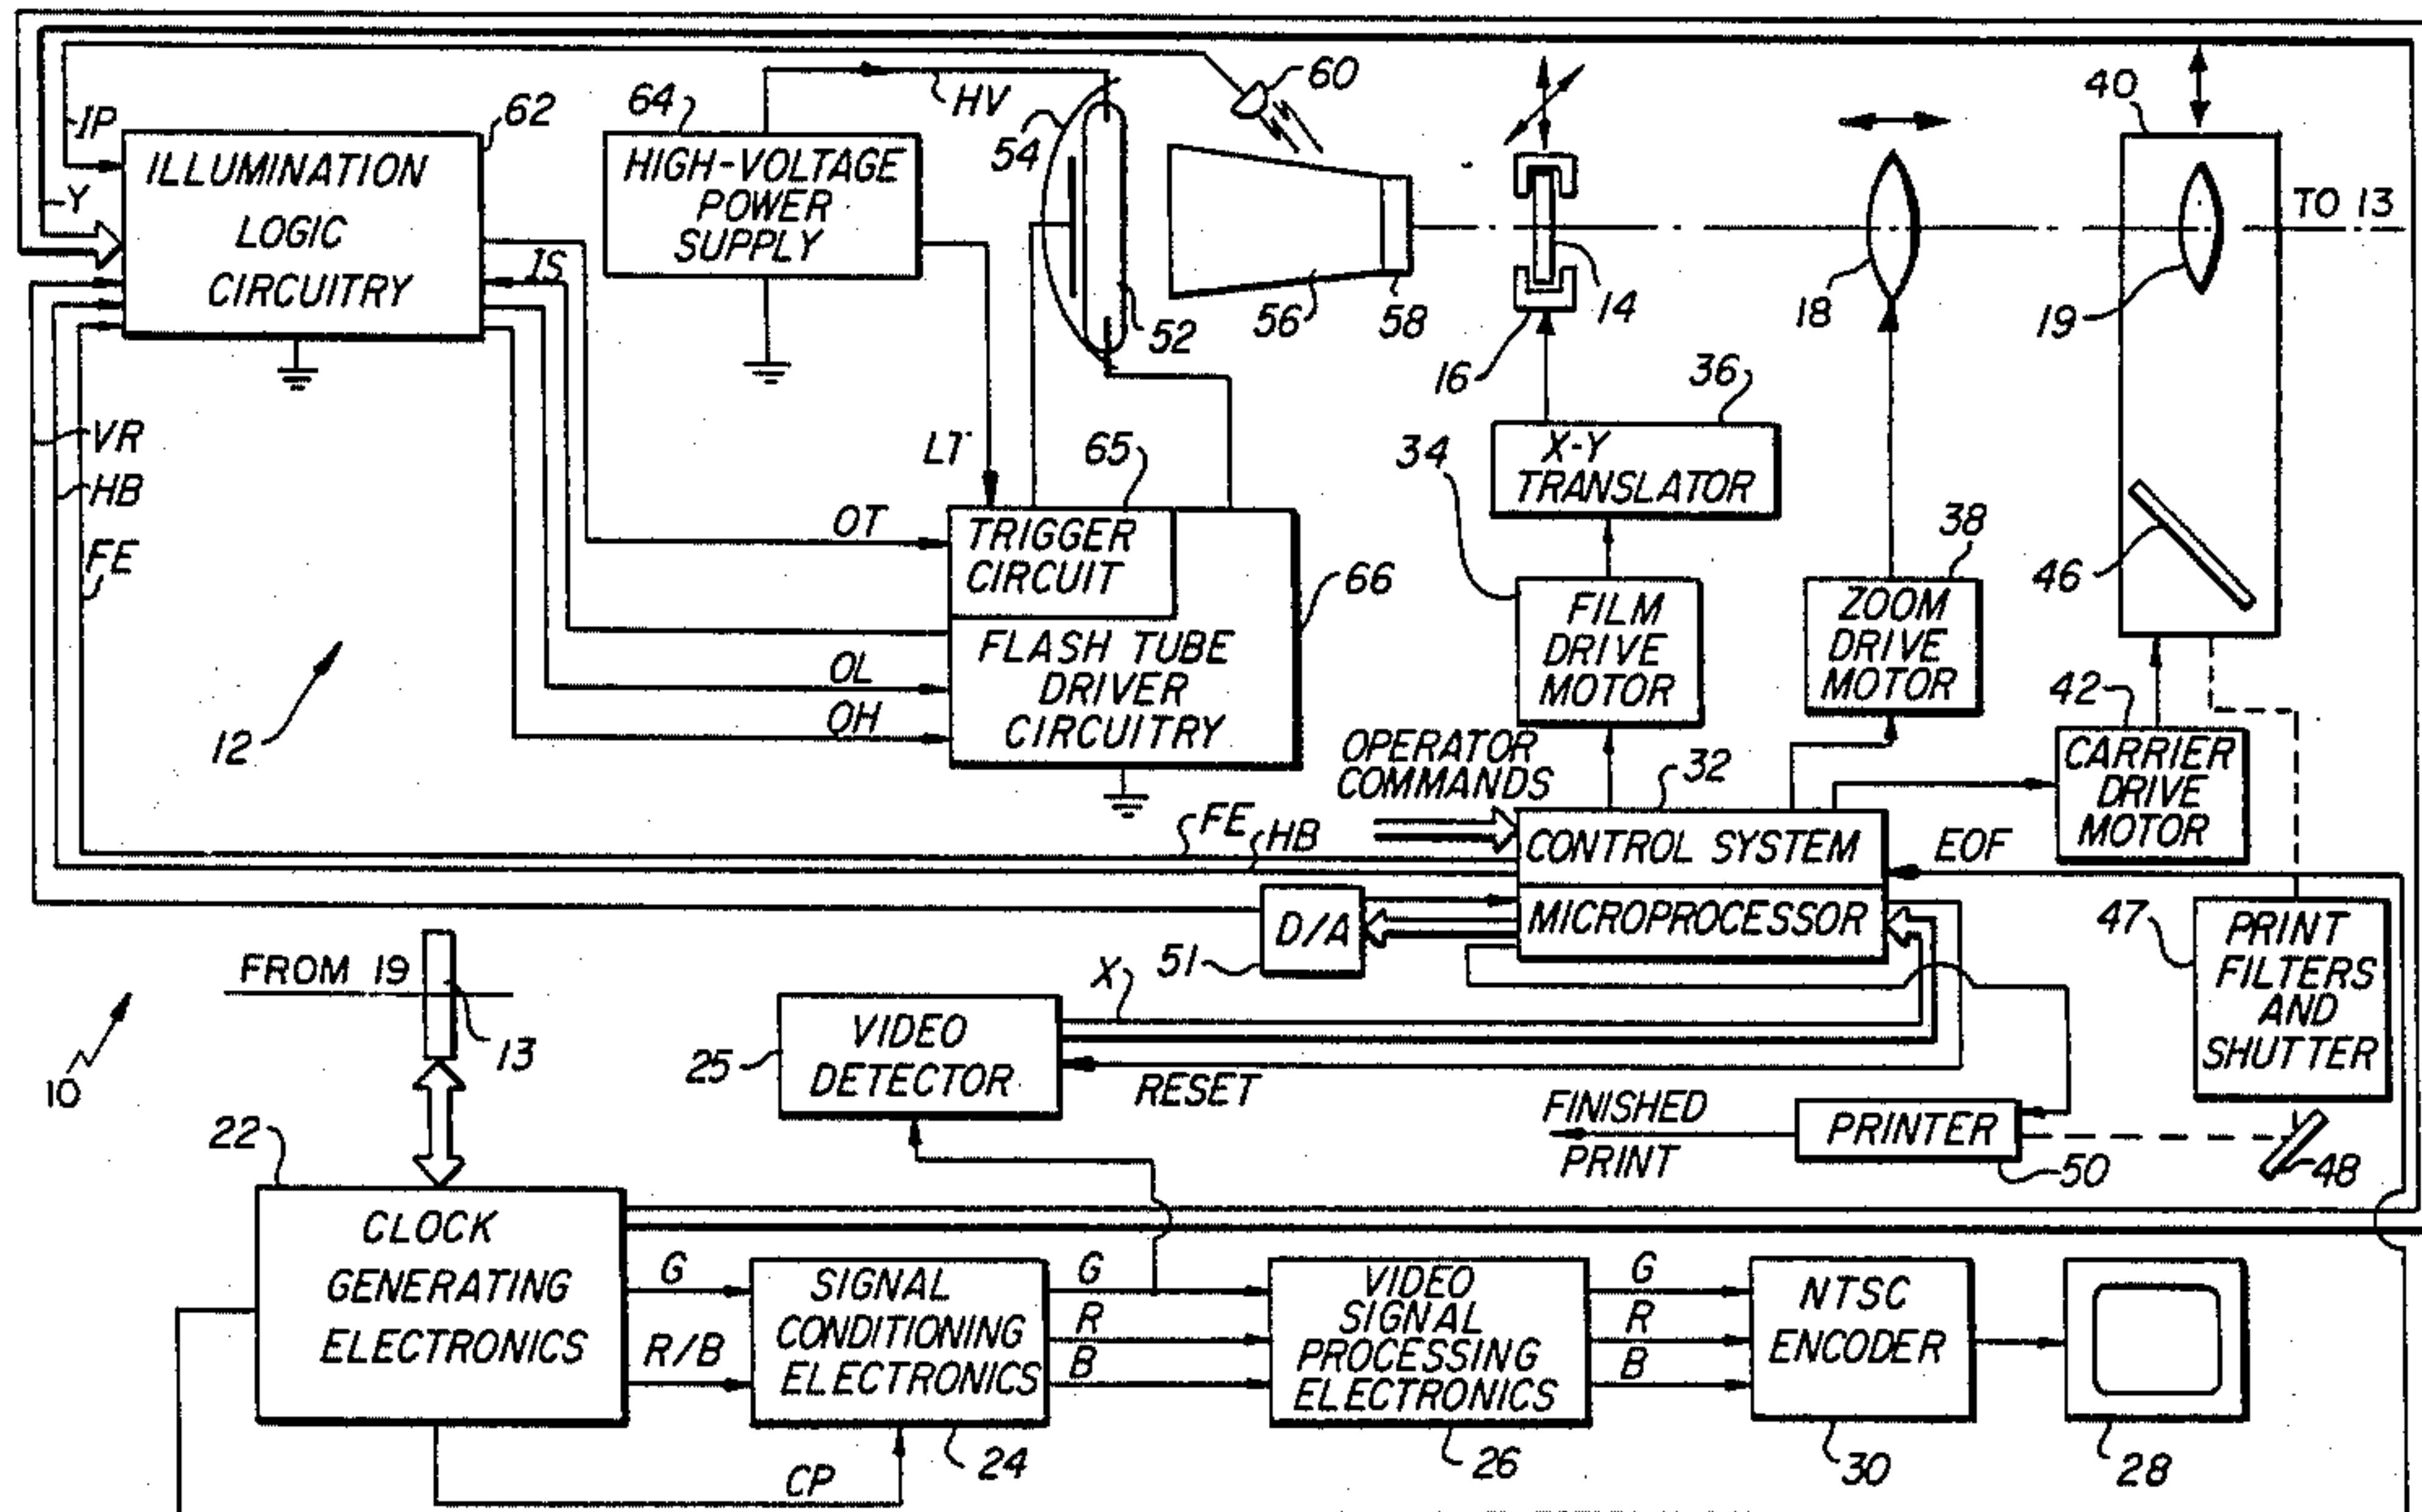 IP
62
ILLUMINATION
LOGIC
CIRCUITRY
Y
IS
VR
HB
FE
12
64
HV
HIGH-VOLTAGE
POWER
SUPPLY
54
52
60
56
58
14
16
18
40
19
TO 13
LT
65
OT
TRIGGER
CIRCUIT
66
FLASH TUBE
DRIVER
CIRCUITRY
OL
OH
36
X-Y
TRANSLATOR
34
FILM
DRIVE
MOTOR
38
ZOOM
DRIVE
MOTOR
46
42
CARRIER
DRIVE
MOTOR
OPERATOR
COMMANDS
32
FE
HB
CONTROL SYSTEM
EOF
MICROPROCESSOR
D/A
51
47
PRINT
FILTERS
AND
SHUTTER
FROM 19
13
10
X
VIDEO
DETECTOR
25
RESET
FINISHED
PRINT
PRINTER
50
48
22
CLOCK
GENERATING
ELECTRONICS
G
R/B
SIGNAL
CONDITIONING
ELECTRONICS
24
CP
G
R
B
VIDEO
SIGNAL
PROCESSING
ELECTRONICS
26
G
R
B
NTSC
ENCODER
30
28